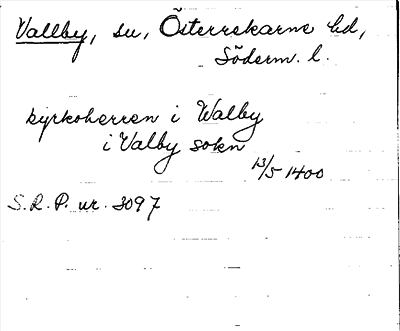 Vallby, sn, Österrekarne hd,
Söderm. l.
kyrkoherren i Walby
i Valby sokn
13/5 1400
S.R.P. nr. 3097